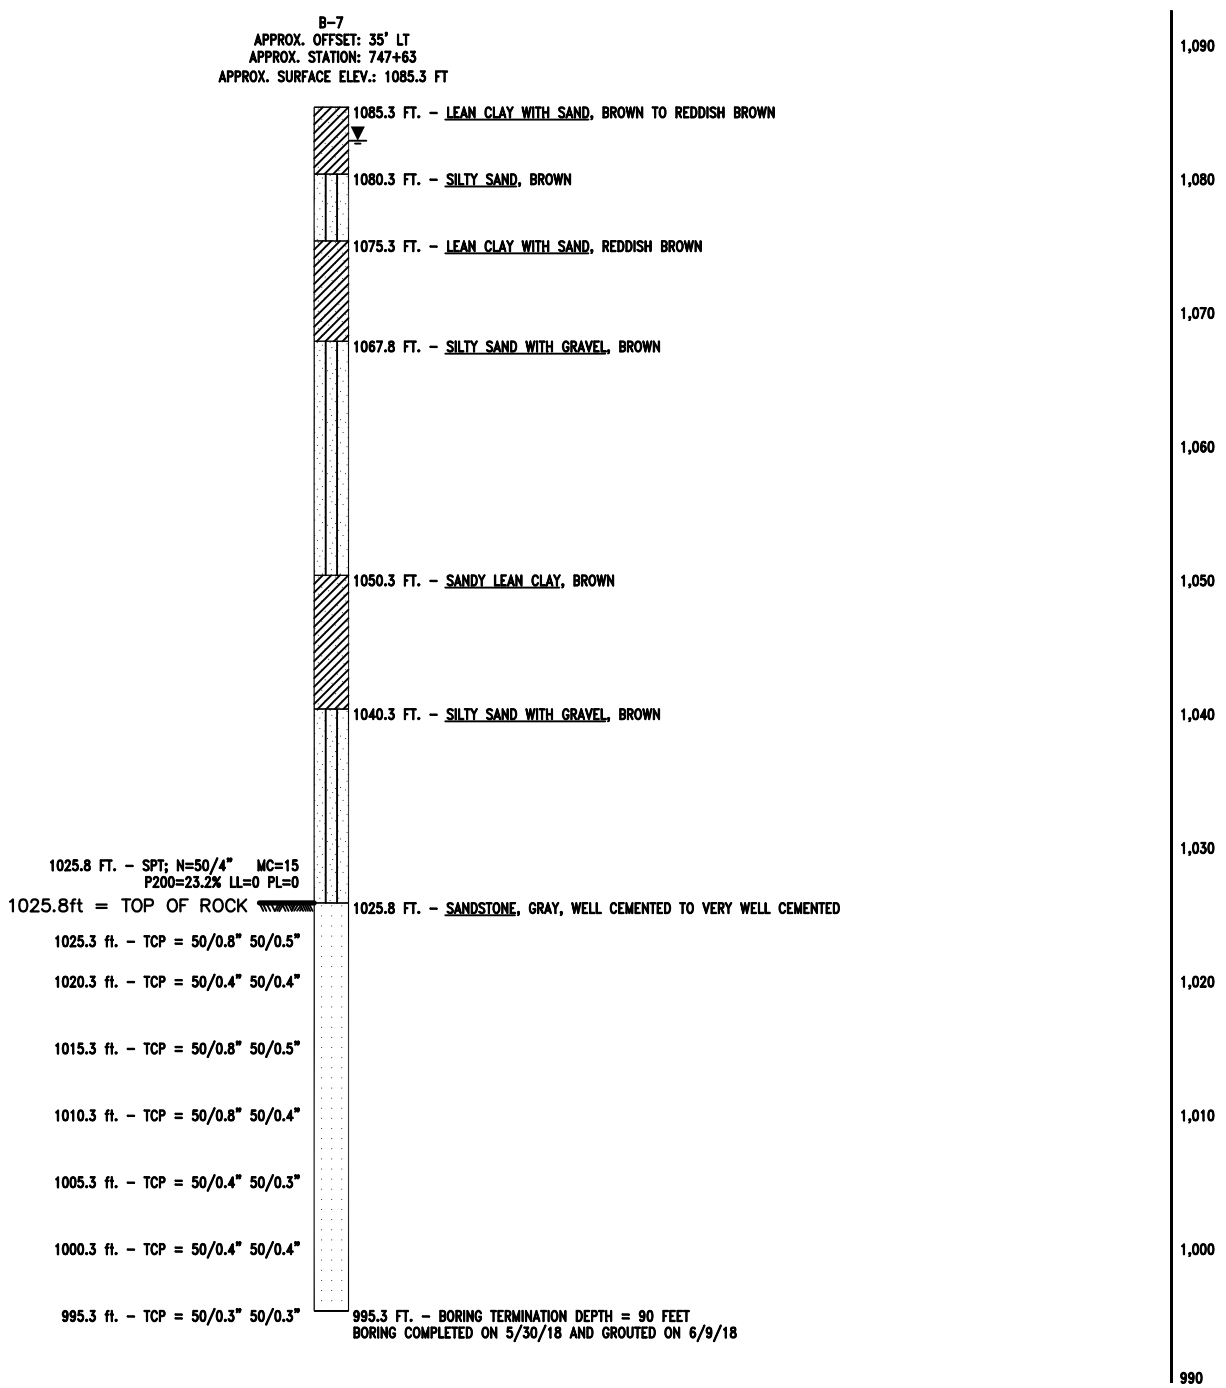 B-7
APPROX. OFFSET: 35' LT
APPROX. STATION: 747+63
APPROX. SURFACE ELEV.: 1085.3 FT
1,090
1085.3 FT. - LEAN CLAY WITH SAND, BROWN TO REDDISH BROWN
1080.3 FT. - SILTY SAND, BROWN
1,080
1075.3 FT. - LEAN CLAY WITH SAND, REDDISH BROWN
1,070
1067.8 FT. - SILTY SAND WITH GRAVEL, BROWN
1,060
1050.3 FT. - SANDY LEAN CLAY, BROWN
1,050
1040.3 FT. - SILTY SAND WITH GRAVEL, BROWN
1,040
1,030
1025.8 FT. - SPT; N=50/4" MC=15
P200=23.2% LL=0 PL=0
1025.8ft = TOP OF ROCK
1025.8 FT. - SANDSTONE, GRAY, WELL CEMENTED TO VERY WELL CEMENTED
1025.3 ft. - TCP = 50/0.8" 50/0.5"
1020.3 ft. - TCP = 50/0.4" 50/0.4"
1,020
1015.3 ft. - TCP = 50/0.8" 50/0.5"
1010.3 ft. - TCP = 50/0.8" 50/0.4"
1,010
1005.3 ft. - TCP = 50/0.4" 50/0.3"
1000.3 ft. - TCP = 50/0.4" 50/0.4"
1,000
995.3 ft. - TCP = 50/0.3" 50/0.3"
995.3 FT. - BORING TERMINATION DEPTH = 90 FEET
BORING COMPLETED ON 5/30/18 AND GROUTED ON 6/9/18
990